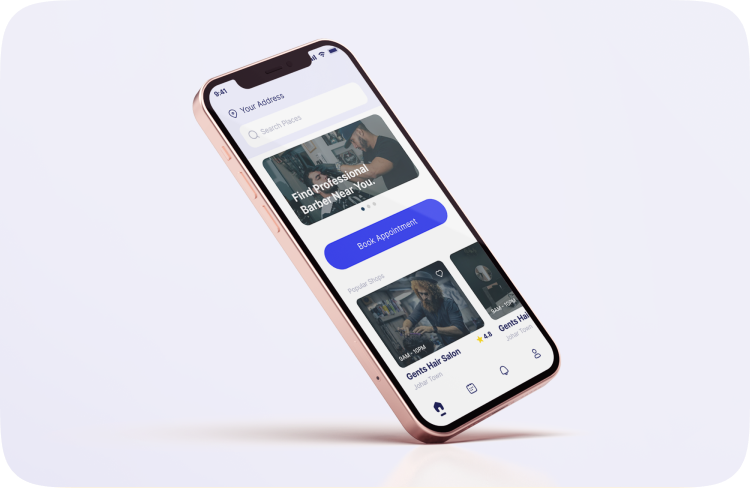 9:41
Your Address
Search Places
Find Professional
Barber Near You.
Book Appointment
Popular Shops
9AM - 10PM
9AM - 10PM
Gents Hair Salon
4.8
Gents Hai
Johar Town
Johar Town